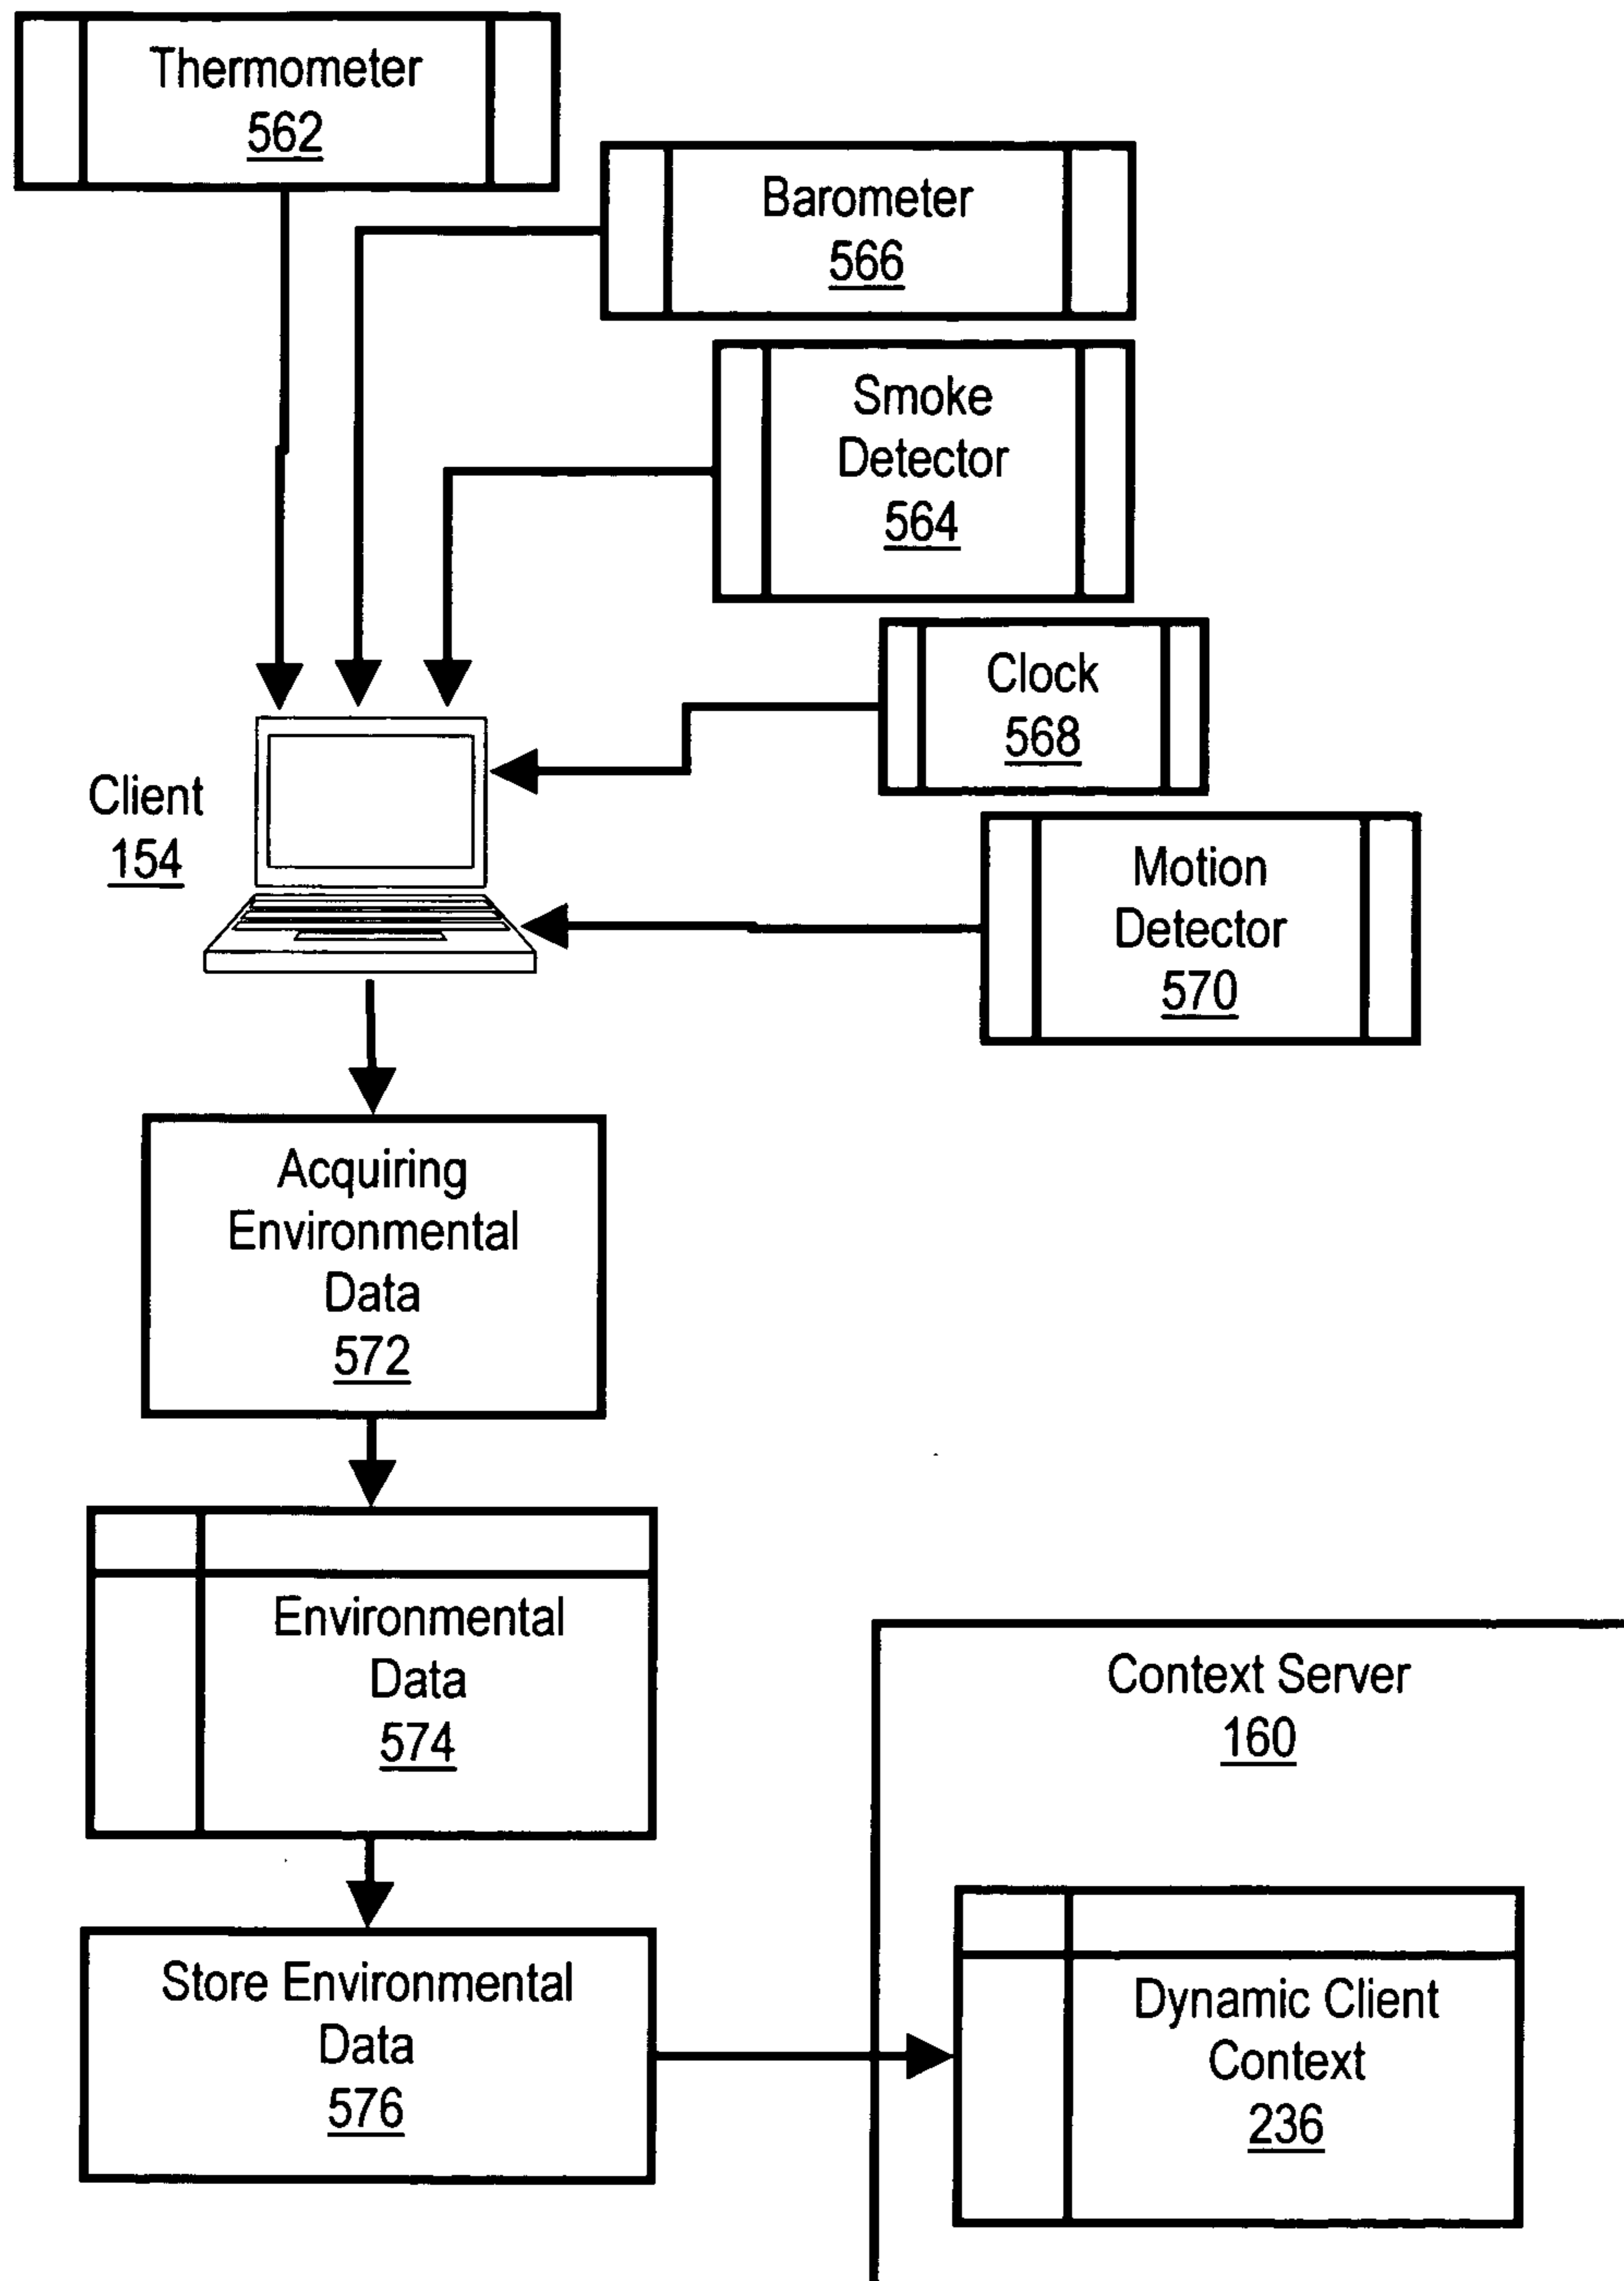 Thermometer
562
Barometer
566
Smoke
Detector
564
Clock
568
Client
154
Motion
Detector
570
Acquiring
Environmental
Data
572
Environmental
Data
574
Context Server
160
Store Environmental
Data
576
Dynamic Client
Context
236